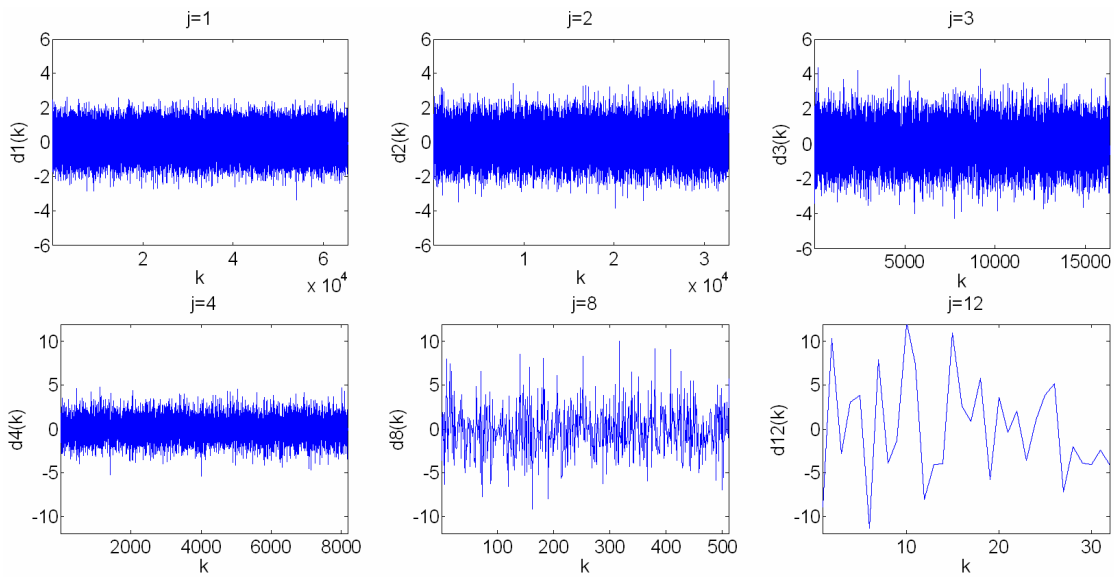 j=1
6
4
2
0
-2
-4
-6
d1(k)
2 4 6
k
x 10^4
j=2
6
4
2
0
-2
-4
-6
d2(k)
1 2 3
k
x 10^4
j=3
6
4
2
0
-2
-4
-6
d3(k)
5000 10000 15000
k
j=4
10
5
0
-5
-10
d4(k)
2000 4000 6000 8000
k
j=8
10
5
0
-5
-10
d8(k)
100 200 300 400 500
k
j=12
10
5
0
-5
-10
d12(k)
10 20 30
k